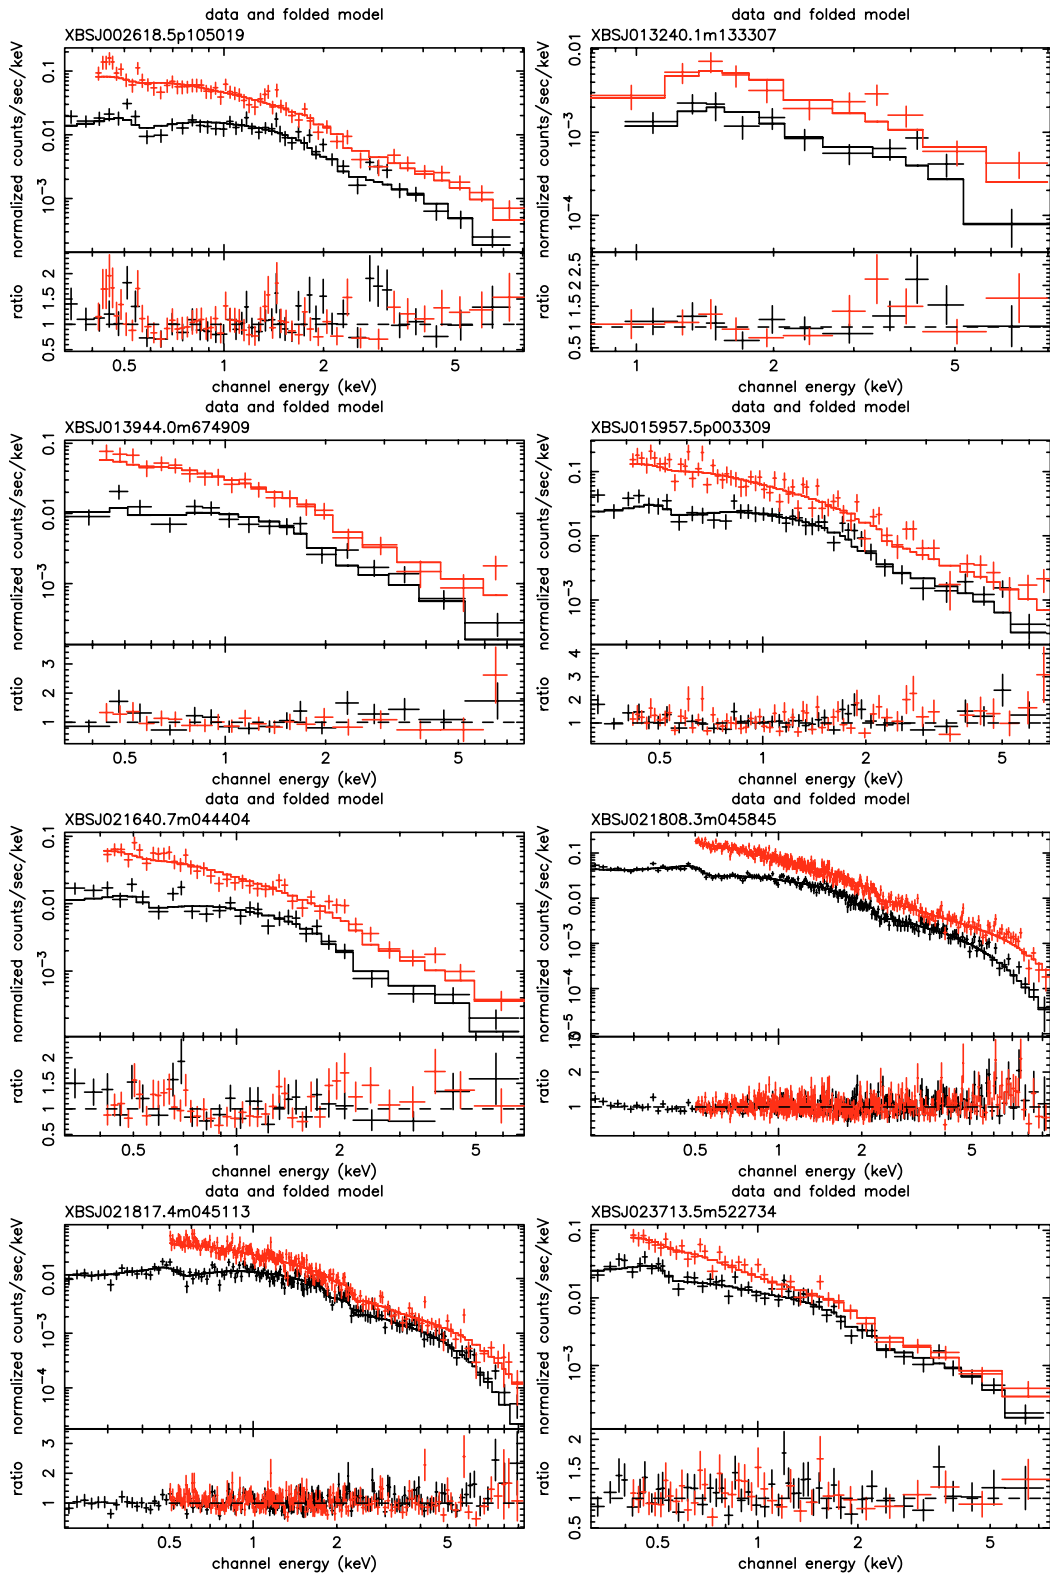 data and folded model
XBSJ002618.5p105019
normalized counts/sec/keV
0.1
0.01
10⁻³
ratio
2
1.5
1
0.5
0.5 1 2 5
channel energy (keV)
data and folded model
XBSJ013240.1m133307
normalized counts/sec/keV
0.01
10⁻³
10⁻⁴
ratio
2.5
2
1.5
1
0.5
1 2 5
channel energy (keV)
data and folded model
XBSJ013944.0m674909
normalized counts/sec/keV
0.1
0.01
10⁻³
ratio
3
2
1
0.5 1 2 5
channel energy (keV)
data and folded model
XBSJ015957.5p003309
normalized counts/sec/keV
0.1
0.01
10⁻³
ratio
4
3
2
1
0.5 1 2 5
channel energy (keV)
data and folded model
XBSJ021640.7m044404
normalized counts/sec/keV
0.1
0.01
10⁻³
ratio
2
1.5
1
0.5
0.5 1 2 5
channel energy (keV)
data and folded model
XBSJ021808.3m045845
normalized counts/sec/keV
0.1
0.01
10⁻³
10⁻⁴
10⁻⁵
ratio
3
2
1
0.5 1 2 5
channel energy (keV)
data and folded model
XBSJ021817.4m045113
normalized counts/sec/keV
0.01
10⁻³
10⁻⁴
ratio
3
2
1
0.5 1 2 5
channel energy (keV)
data and folded model
XBSJ023713.5m522734
normalized counts/sec/keV
0.1
0.01
10⁻³
ratio
2
1.5
1
0.5
0.5 1 2 5
channel energy (keV)